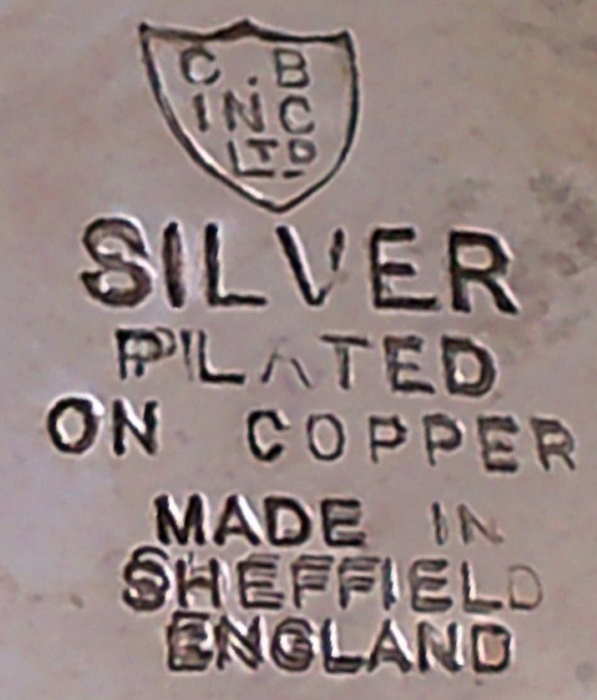 C.B
INC
LTD
SILVER
PLATED
ON COPPER
MADE IN
SHEFFIELD
ENGLAND